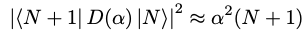 |⟨N + 1| D(α) |N⟩|² ≈ α²(N + 1)